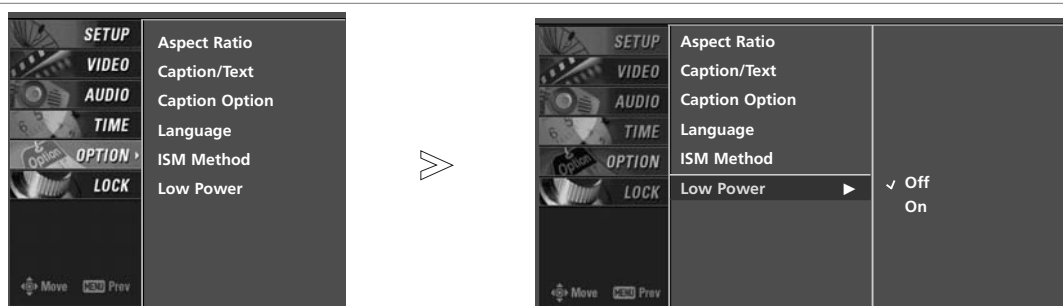 SETUP
VIDEO
AUDIO
TIME
OPTION
LOCK
Move MENU Prev
Aspect Ratio
Caption/Text
Caption Option
Language
ISM Method
Low Power
SETUP
VIDEO
AUDIO
TIME
OPTION
LOCK
Move MENU Prev
Aspect Ratio
Caption/Text
Caption Option
Language
ISM Method
Low Power
Off
On